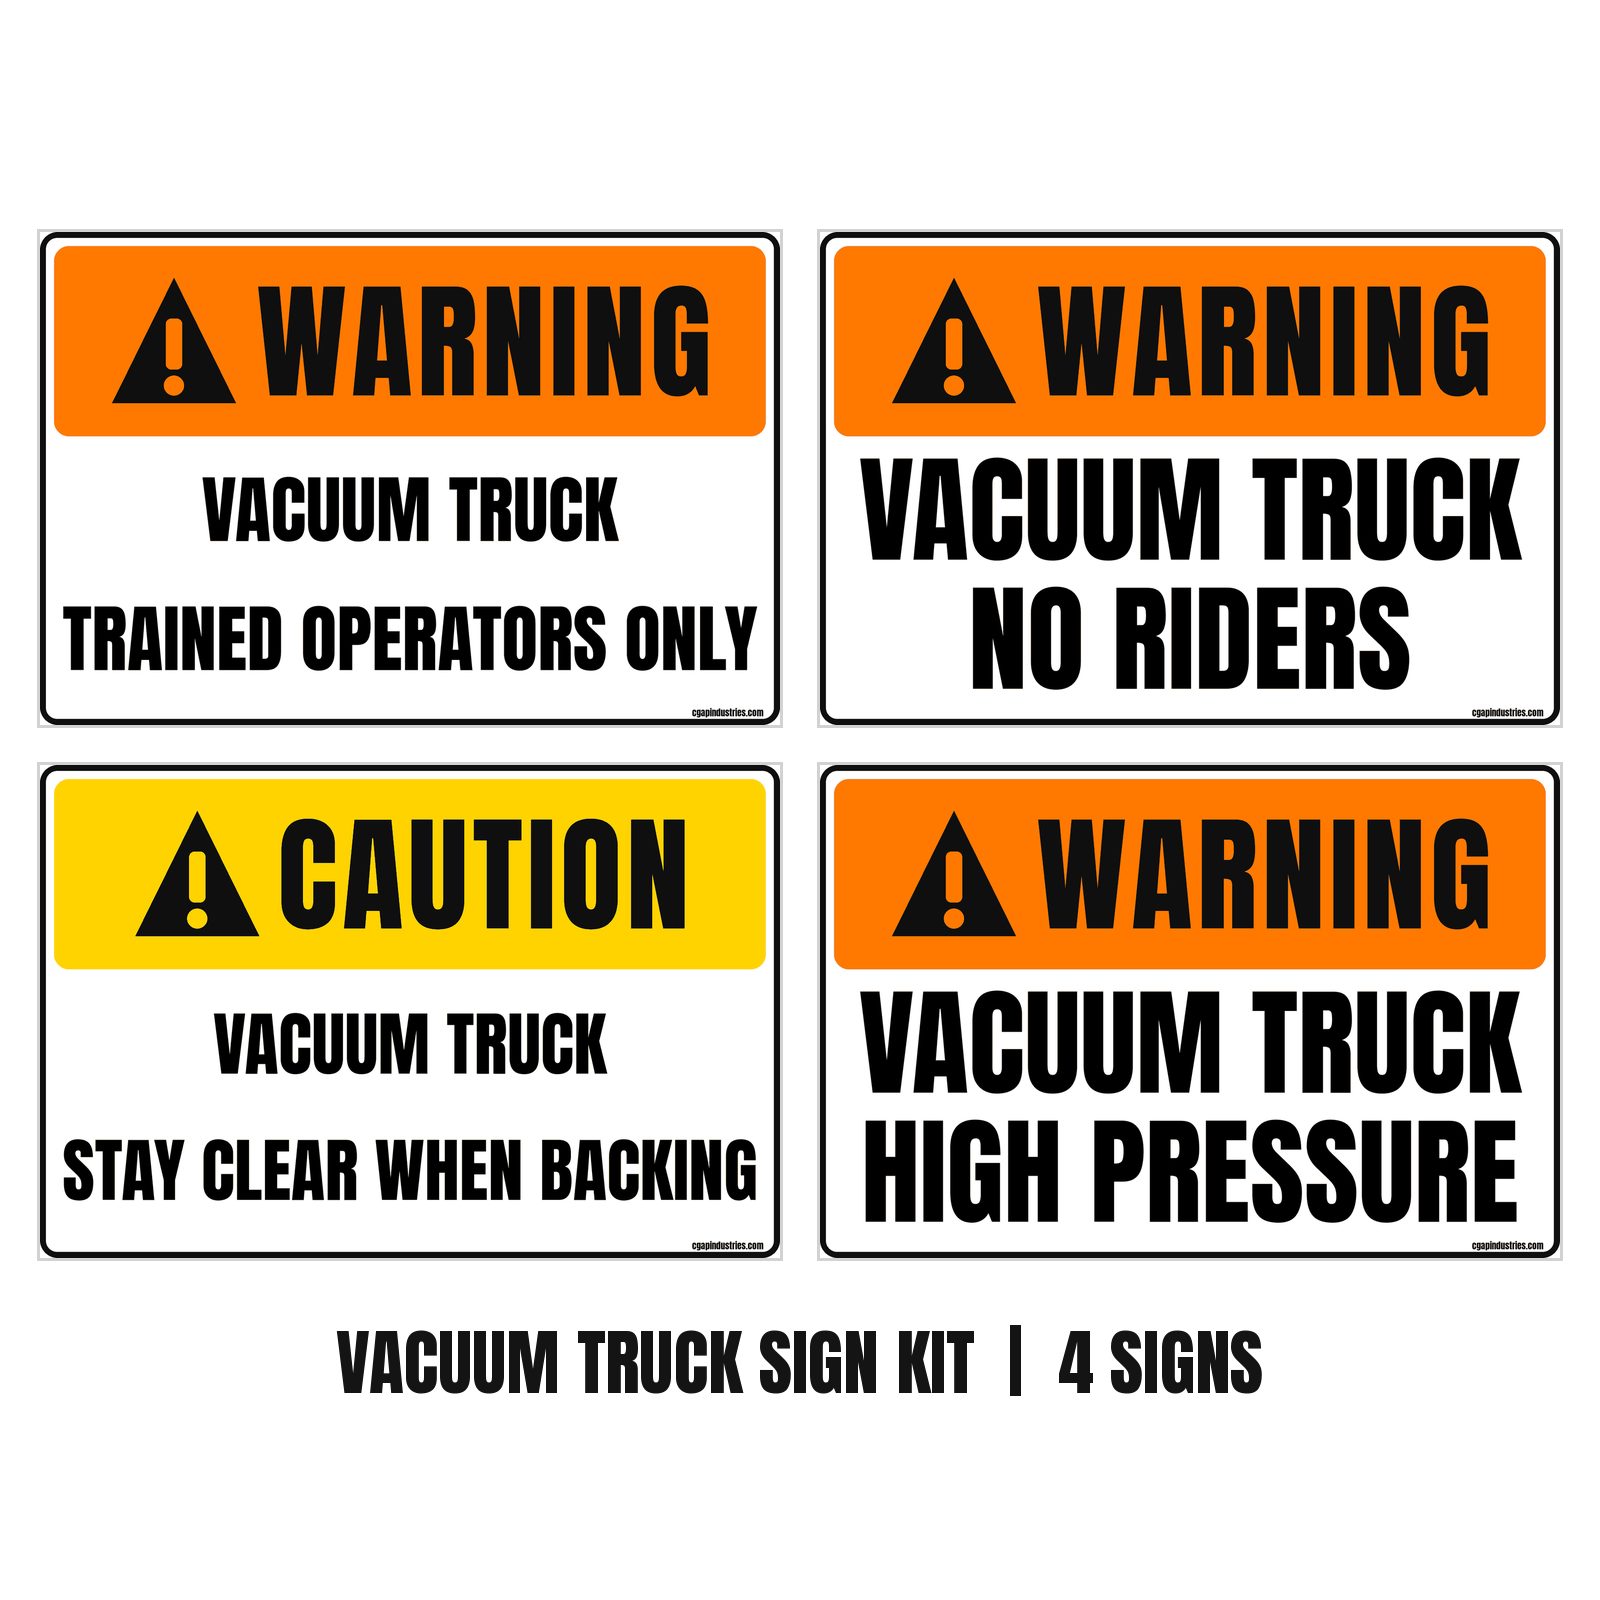 WARNING
VACUUM TRUCK
TRAINED OPERATORS ONLY
cgapindustries.com
WARNING
VACUUM TRUCK
NO RIDERS
cgapindustries.com
CAUTION
VACUUM TRUCK
STAY CLEAR WHEN BACKING
cgapindustries.com
WARNING
VACUUM TRUCK
HIGH PRESSURE
cgapindustries.com
VACUUM TRUCK SIGN KIT | 4 SIGNS